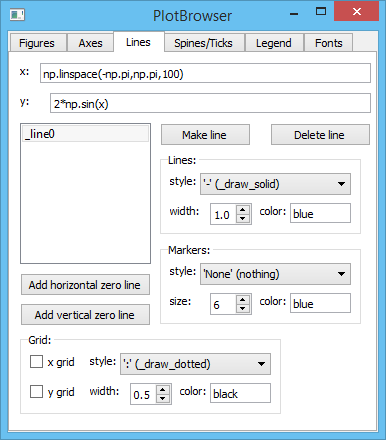 PlotBrowser
Figures Axes Lines Spines/Ticks Legend Fonts
x: np.linspace(-np.pi,np.pi,100)
y: 2*np.sin(x)
_line0
Make line Delete line
Lines:
style: '-' (_draw_solid)
width: 1.0 color: blue
Markers:
style: 'None' (nothing)
size: 6 color: blue
Add horizontal zero line
Add vertical zero line
Grid:
x grid style: ':' (_draw_dotted)
y grid width: 0.5 color: black